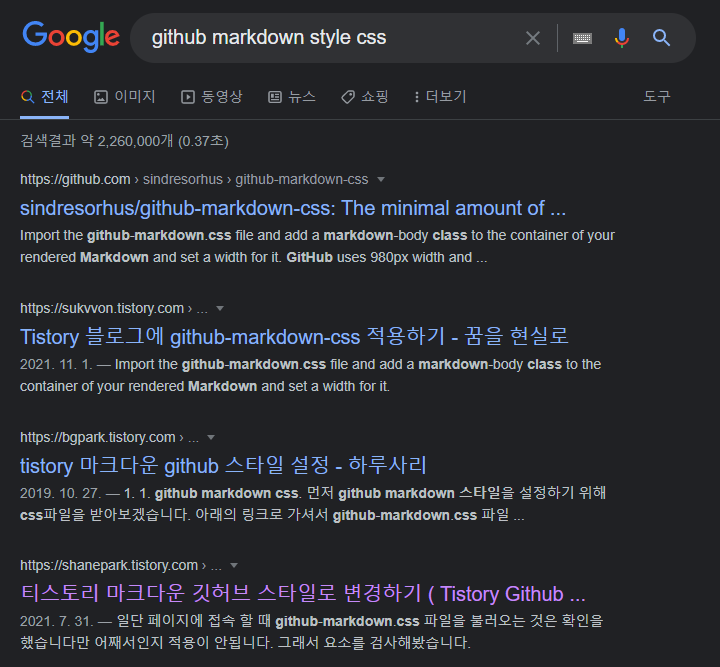 Google
github markdown style css
전체 이미지 동영상 뉴스 쇼핑 더보기 도구
검색결과 약 2,260,000개 (0.37초)
https://github.com › sindresorhus › github-markdown-css
sindresorhus/github-markdown-css: The minimal amount of ...
Import the github-markdown.css file and add a markdown-body class to the container of your
rendered Markdown and set a width for it. GitHub uses 980px width and ...
https://sukvvon.tistory.com › ...
Tistory 블로그에 github-markdown-css 적용하기 - 꿈을 현실로
2021. 11. 1. — Import the github-markdown.css file and add a markdown-body class to the
container of your rendered Markdown and set a width for it.
https://bgpark.tistory.com › ...
tistory 마크다운 github 스타일 설정 - 하루사리
2019. 10. 27. — 1. 1. github markdown css. 먼저 github markdown 스타일을 설정하기 위해
css파일을 받아보겠습니다. 아래의 링크로 가셔서 github-markdown.css 파일 ...
https://shanepark.tistory.com › ...
티스토리 마크다운 깃허브 스타일로 변경하기 ( Tistory Github ...
2021. 7. 31. — 일단 페이지에 접속 할 때 github-markdown.css 파일을 불러오는 것은 확인을
했습니다만 어째서인지 적용이 안됩니다. 그래서 요소를 검사해봤습니다.